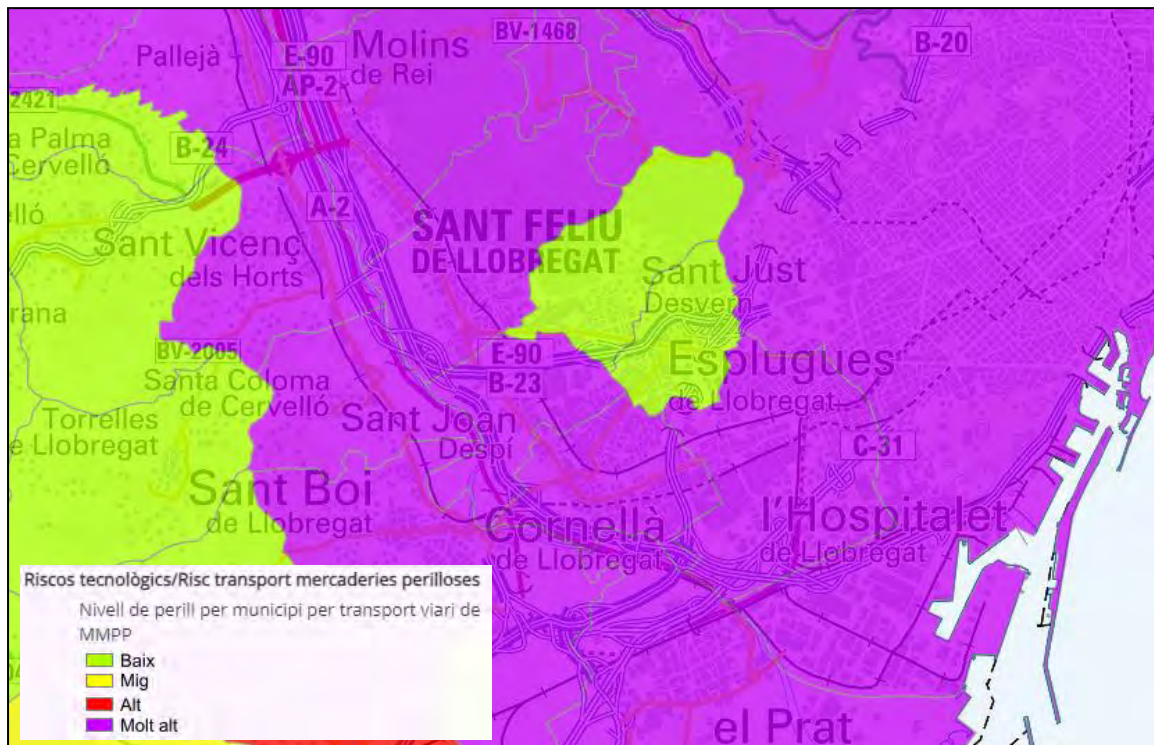 Pallejà
E-90
AP-2
Molins
de Rei
BV-1468
B-20
2421
a Palma
Cervelló
B-24
A-2
elló
Sant Vicenç
dels Horts
SANT FELIU
DE LLOBREGAT
Sant Just
Desvern
rana
BV-2005
E-90
B-23
Esplugues
de Llobregat
Santa Coloma
de Cervelló
Torrelles
e Llobregat
Sant Joan
Despí
C-31
Sant Boi
de Llobregat
Cornellà
de Llobregat
l'Hospitalet
de Llobregat
el Prat
Riscos tecnològics/Risc transport mercaderies perilloses
Nivell de perill per municipi per transport viari de
MMPP
Baix
Mig
Alt
Molt alt